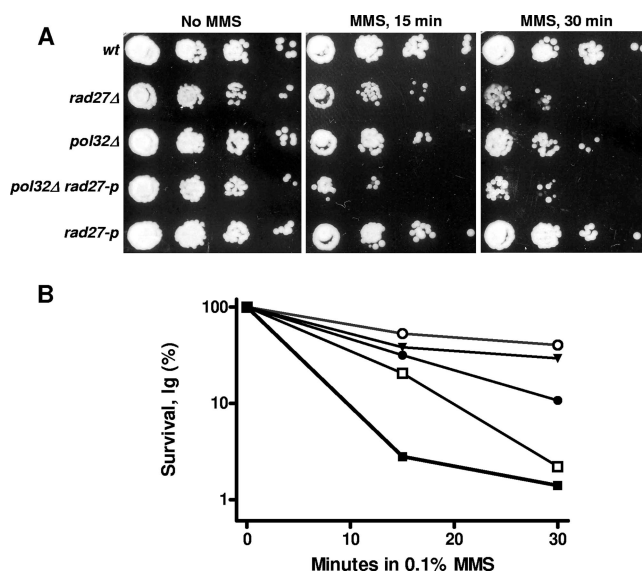 A
No MMS
MMS, 15 min
MMS, 30 min
wt
rad27Δ
pol32Δ
pol32Δ rad27-p
rad27-p
B
Survival, lg (%)
100
10
1
0
10
20
30
Minutes in 0.1% MMS